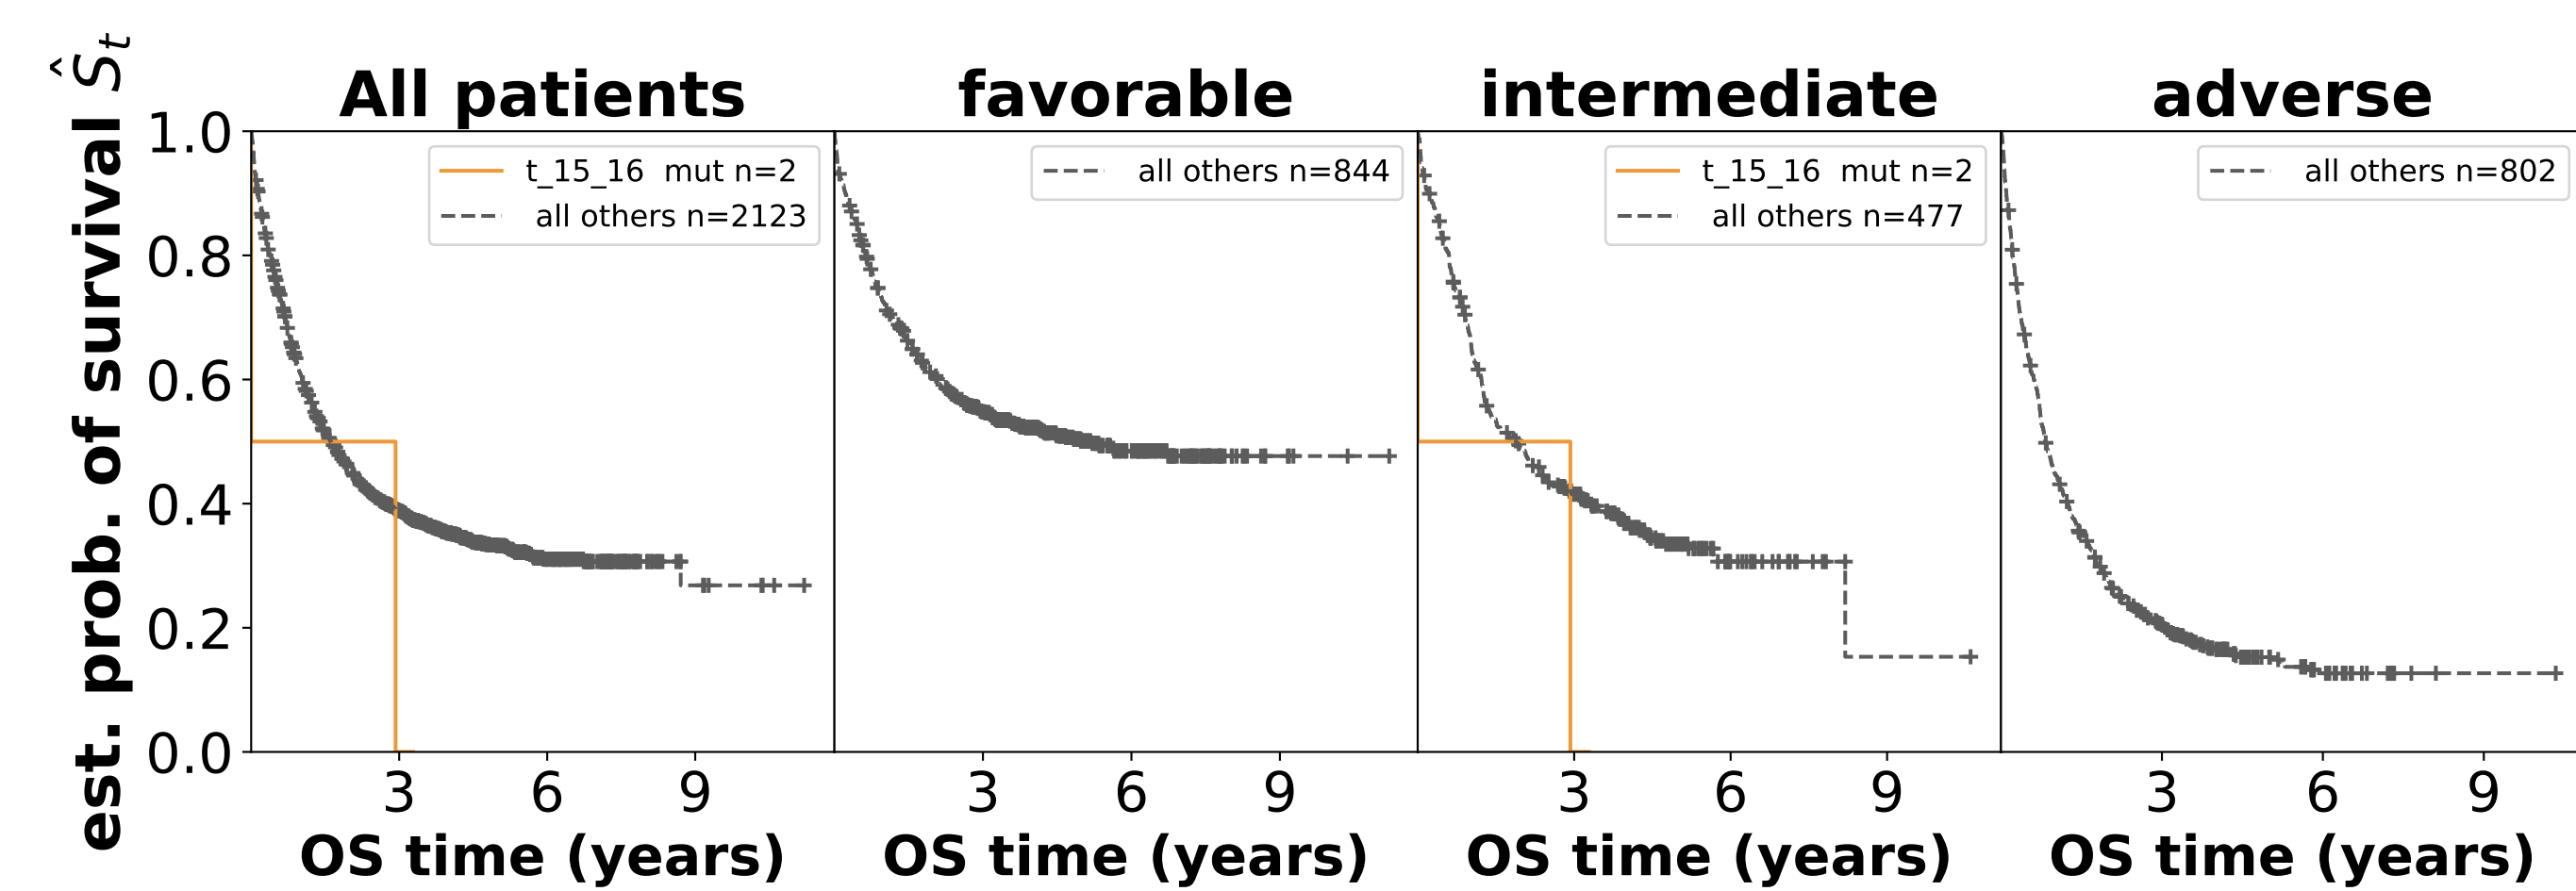 est. prob. of survival Ŝt
All patients
favorable
intermediate
adverse
1.0
0.8
0.6
0.4
0.2
0.0
t_15_16  mut n=2
all others n=2123
3
6
9
OS time (years)
all others n=844
3
6
9
OS time (years)
t_15_16  mut n=2
all others n=477
3
6
9
OS time (years)
all others n=802
3
6
9
OS time (years)